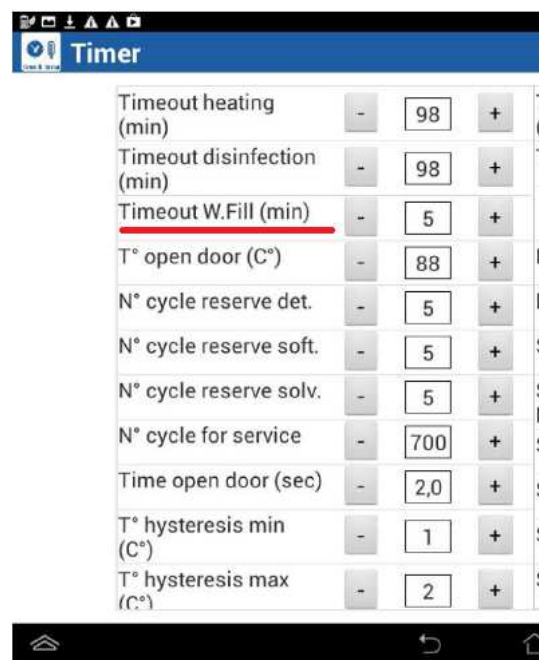 Timer
Timeout heating
(min)
-
98
+
Timeout disinfection
(min)
-
98
+
Timeout W.Fill (min)
-
5
+
T° open door (C°)
-
88
+
N° cycle reserve det.
-
5
+
N° cycle reserve soft.
-
5
+
N° cycle reserve solv.
-
5
+
N° cycle for service
-
700
+
Time open door (sec)
-
2,0
+
T° hysteresis min
(C°)
-
1
+
T° hysteresis max
(C°)
-
2
+